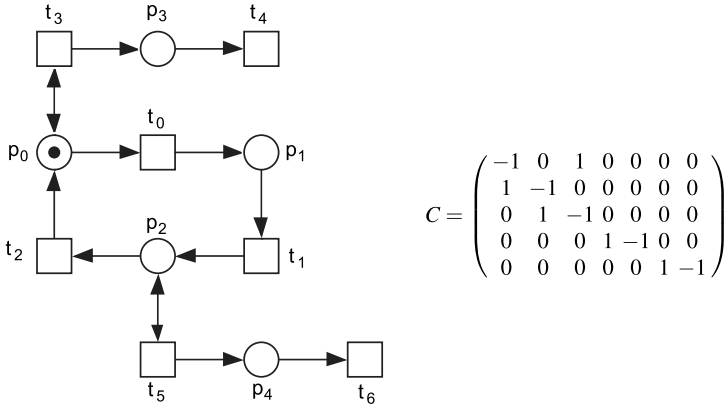 t3 p3 t4
p0 t0 p1
t2 p2 t1
t5 p4 t6
C =
−1 0 1 0 0 0 0
1 −1 0 0 0 0 0
0 1 −1 0 0 0 0
0 0 0 1 −1 0 0
0 0 0 0 0 1 −1